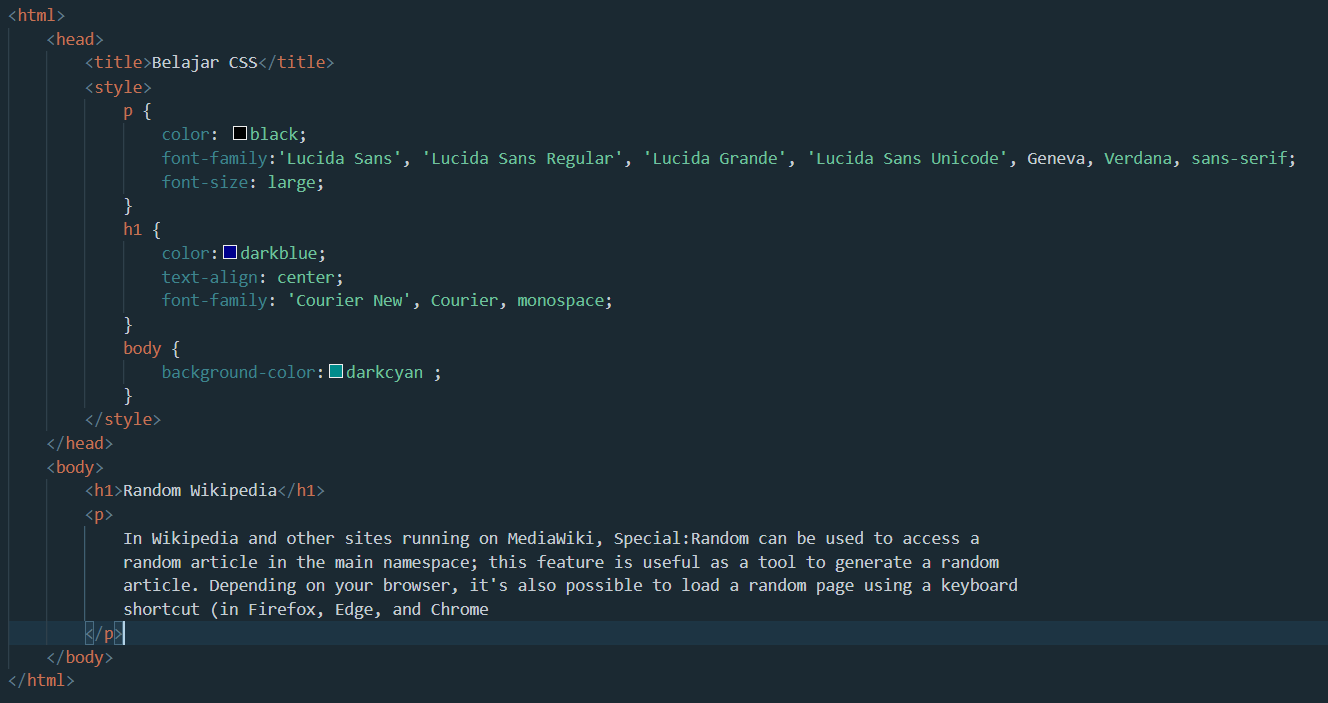 <html>
<head>
<title>Belajar CSS</title>
<style>
p {
color: black;
font-family:'Lucida Sans', 'Lucida Sans Regular', 'Lucida Grande', 'Lucida Sans Unicode', Geneva, Verdana, sans-serif;
font-size: large;
}
h1 {
color:darkblue;
text-align: center;
font-family: 'Courier New', Courier, monospace;
}
body {
background-color:darkcyan ;
}
</style>
</head>
<body>
<h1>Random Wikipedia</h1>
<p>
In Wikipedia and other sites running on MediaWiki, Special:Random can be used to access a
random article in the main namespace; this feature is useful as a tool to generate a random
article. Depending on your browser, it's also possible to load a random page using a keyboard
shortcut (in Firefox, Edge, and Chrome
</p>
</body>
</html>